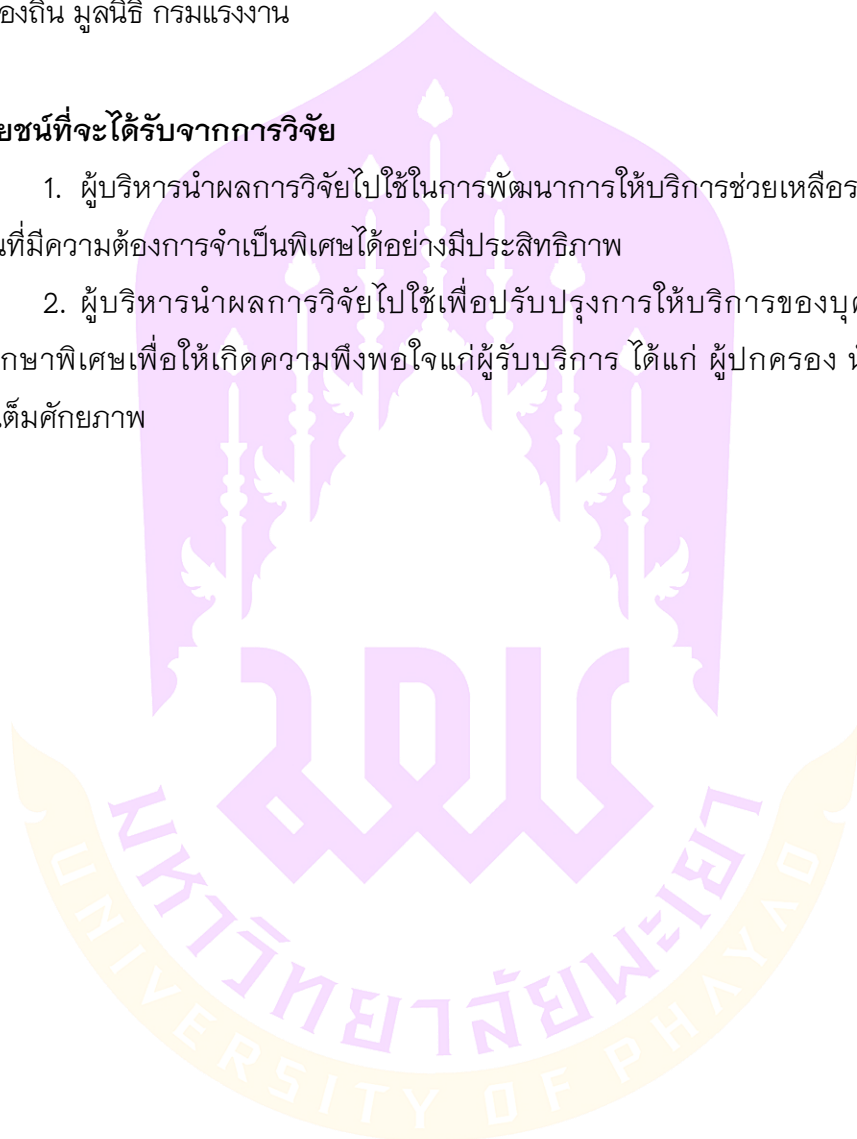 องถิ่น มูลนิธิ กรมแรงงาน
ยชน์ที่จะได้รับจากการวิจัย
1. ผู้บริหารนำผลการวิจัยไปใช้ในการพัฒนาการให้บริการช่วยเหลือร
นที่มีความต้องการจำเป็นพิเศษได้อย่างมีประสิทธิภาพ
2. ผู้บริหารนำผลการวิจัยไปใช้เพื่อปรับปรุงการให้บริการของบุค
กษาพิเศษเพื่อให้เกิดความพึงพอใจแก่ผู้รับบริการ ได้แก่ ผู้ปกครอง นั
เต็มศักยภาพ
มหาวิทยาลัยพะเยา
UNIVERSITY OF PHAYAO